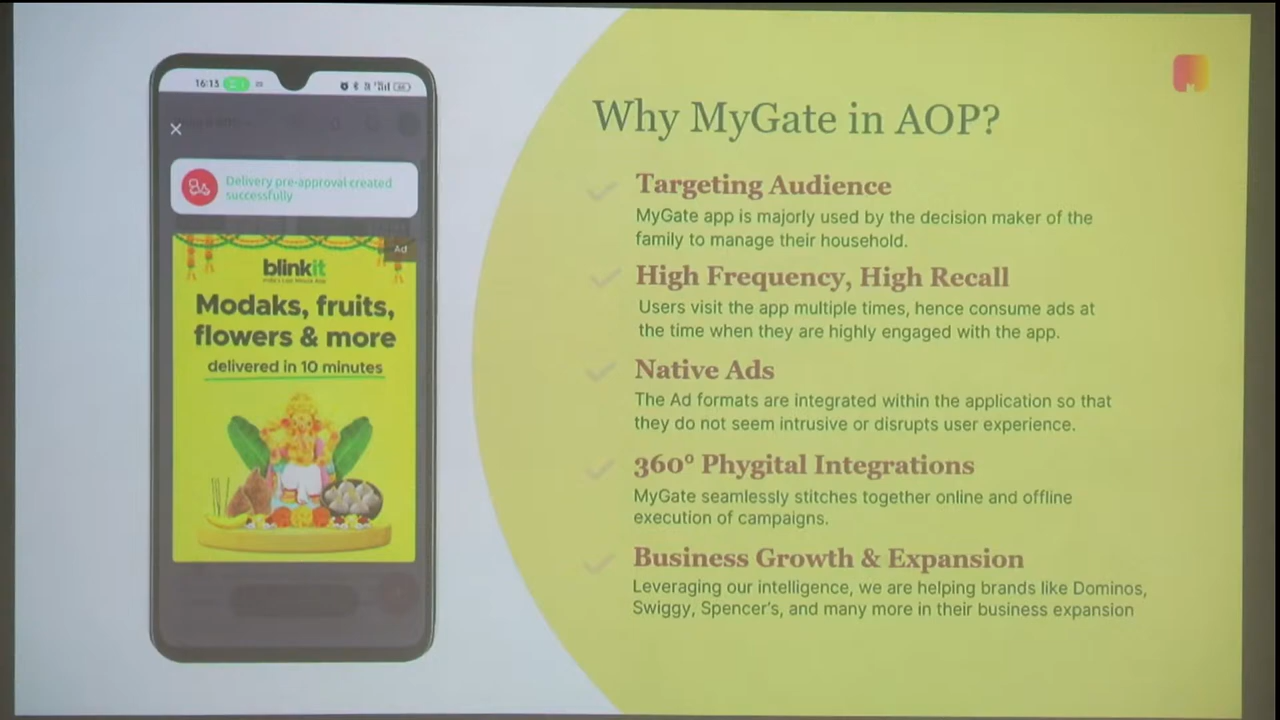 16:13
Delivery pre-approval created
successfully
Ad
blinkit
Modaks, fruits,
flowers & more
delivered in 10 minutes
Why MyGate in AOP?
Targeting Audience
MyGate app is majorly used by the decision maker of the
family to manage their household.
High Frequency, High Recall
Users visit the app multiple times, hence consume ads at
the time when they are highly engaged with the app.
Native Ads
The Ad formats are integrated within the application so that
they do not seem intrusive or disrupts user experience.
360° Phygital Integrations
MyGate seamlessly stitches together online and offline
execution of campaigns.
Business Growth & Expansion
Leveraging our intelligence, we are helping brands like Dominos,
Swiggy, Spencer's, and many more in their business expansion